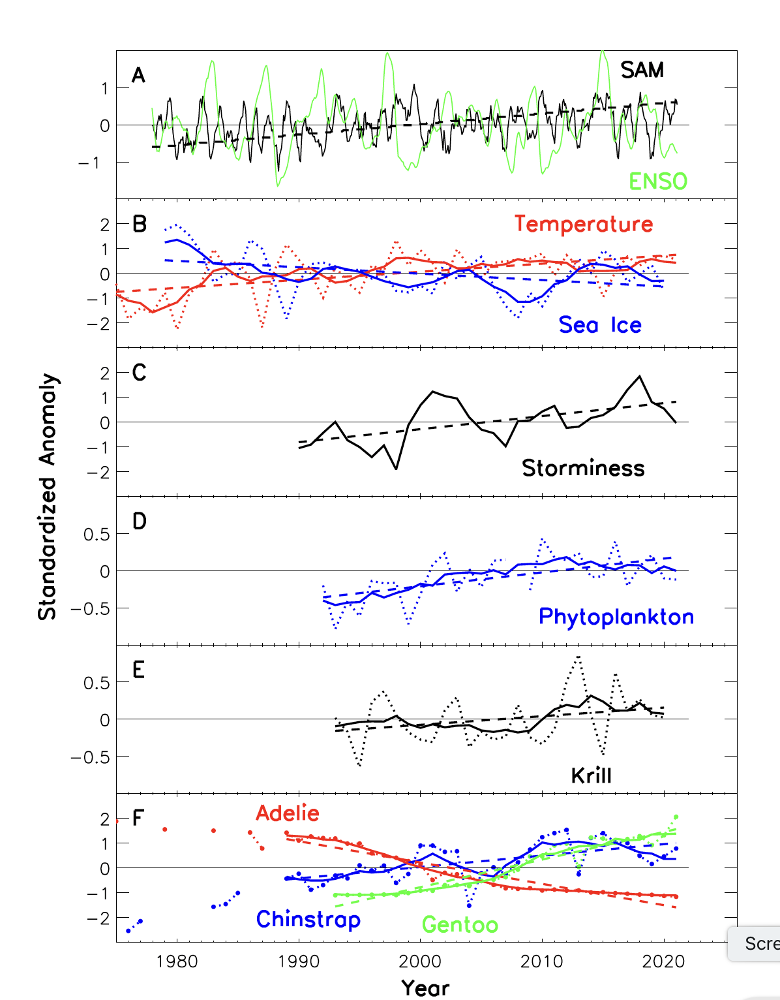 A
SAM
1
0
−1
ENSO
2
B
Temperature
1
0
−1
−2
Sea Ice
2
C
1
0
−1
−2
Storminess
Standardized Anomaly
D
0.5
0
−0.5
Phytoplankton
E
0.5
0
−0.5
Krill
Adelie
2
F
1
0
−1
−2
Chinstrap
Gentoo
Scre
1980
1990
2000
2010
2020
Year